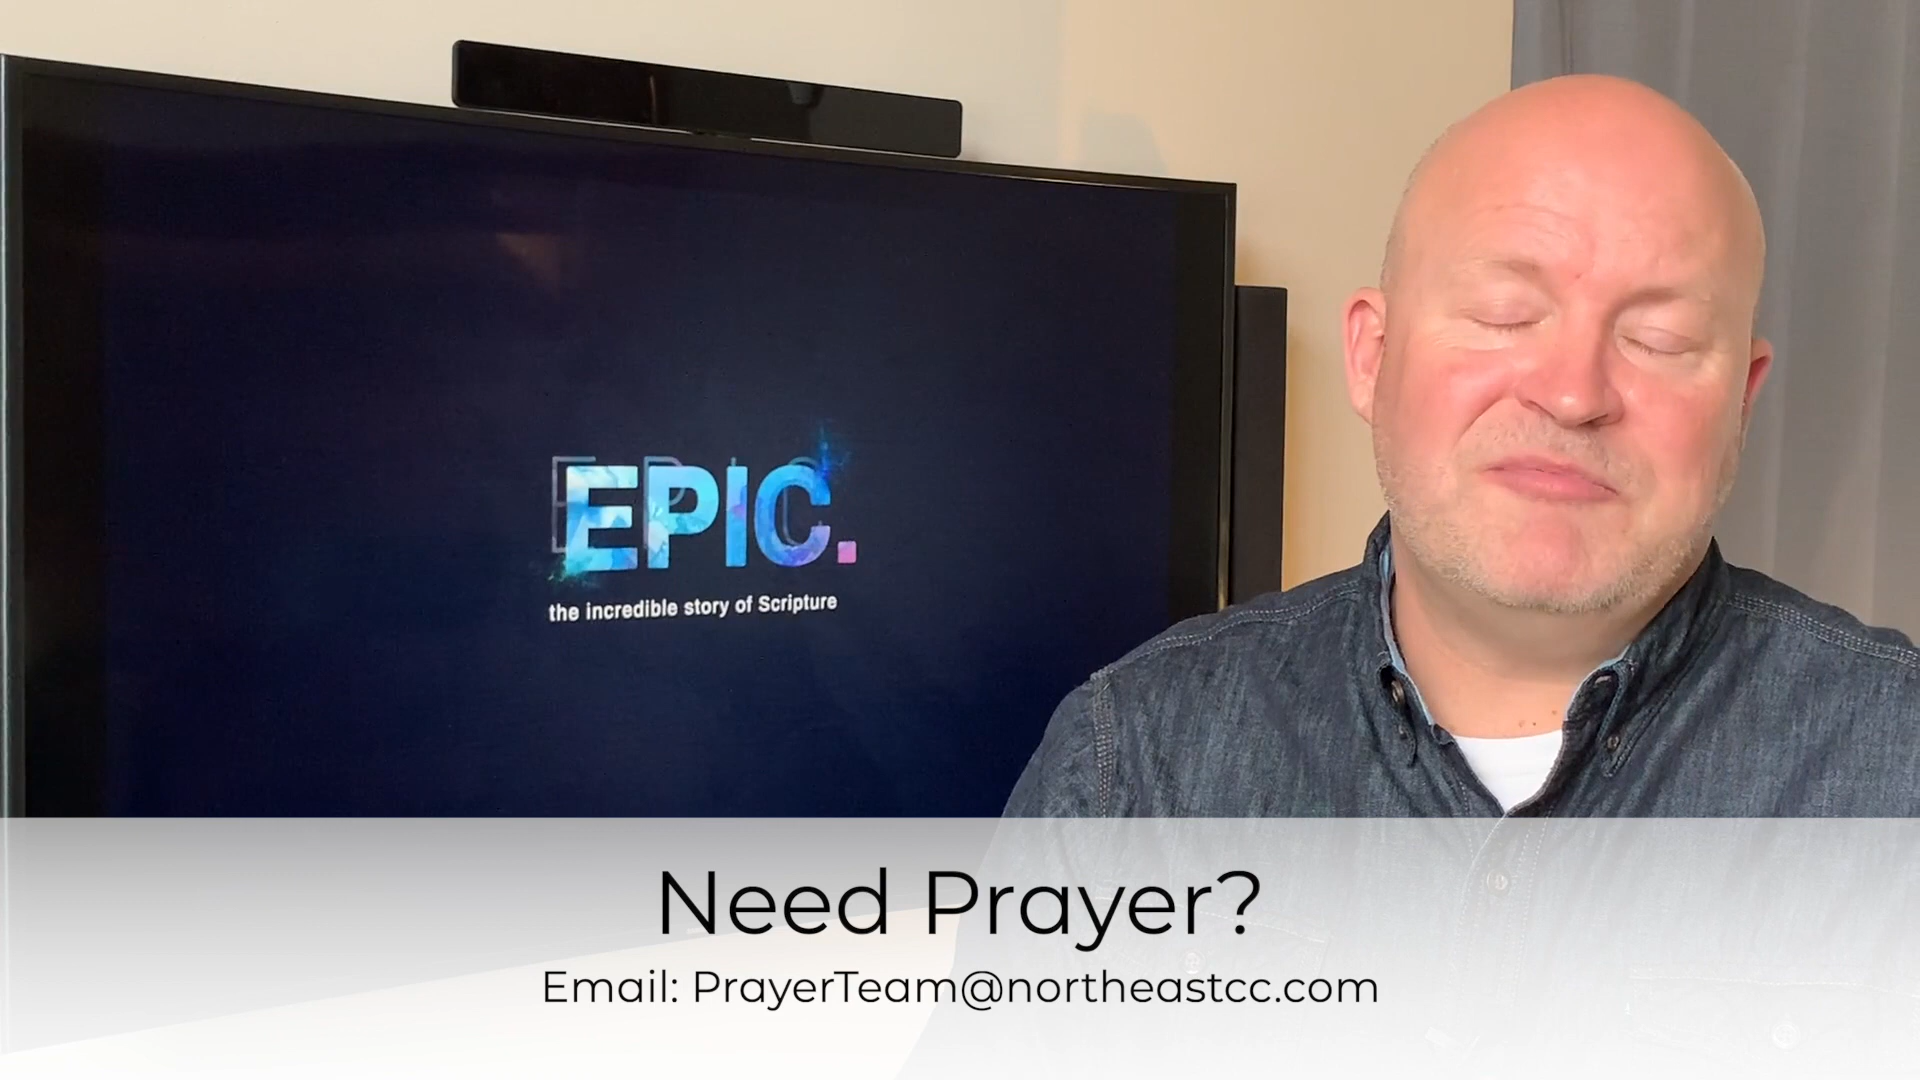 EPIC.
the incredible story of Scripture
Need Prayer?
Email: PrayerTeam@northeastcc.com